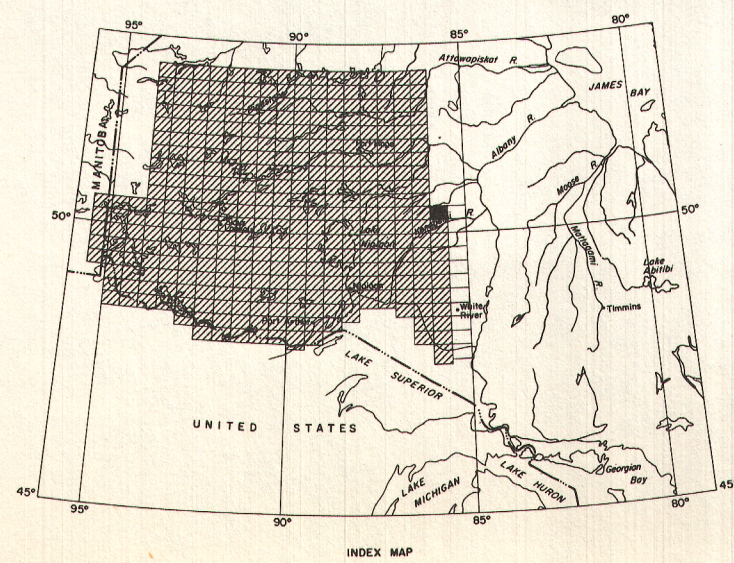 95°
90°
85°
80°
Attawapiskat R.
JAMES BAY
MANITOBA
Albany R.
Moose R.
50°
50°
R.
Lake
Nipigon
Mattagami R.
Lake
Abitibi
Nipigon
White
River
Timmins
Port Arthur
LAKE SUPERIOR
UNITED STATES
Georgian
Bay
LAKE
MICHIGAN
LAKE HURON
45°
45
95°
90°
85°
80°
INDEX MAP